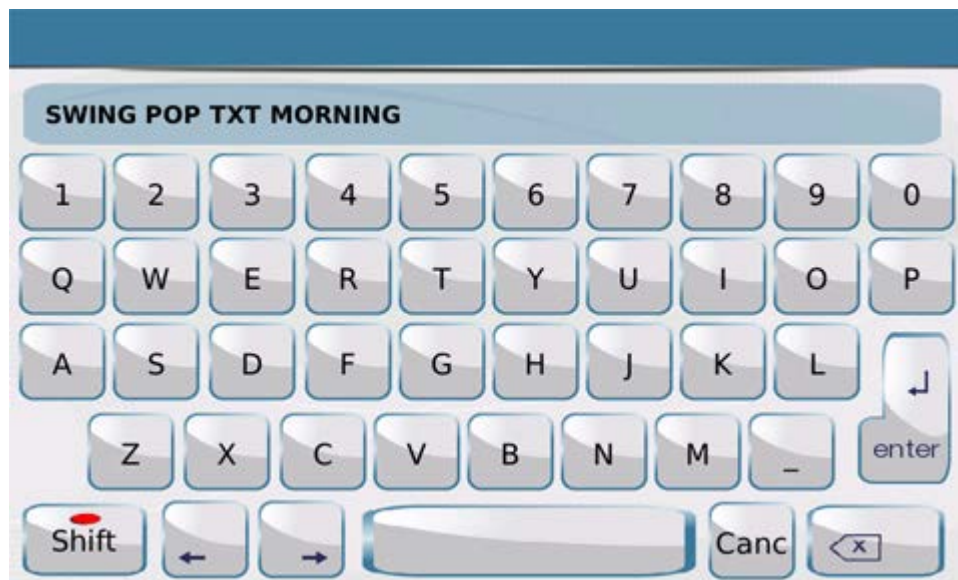 SWING POP TXT MORNING
1 2 3 4 5 6 7 8 9 0
Q W E R T Y U I O P
A S D F G H J K L
enter
Z X C V B N M _
Shift ← → Canc x